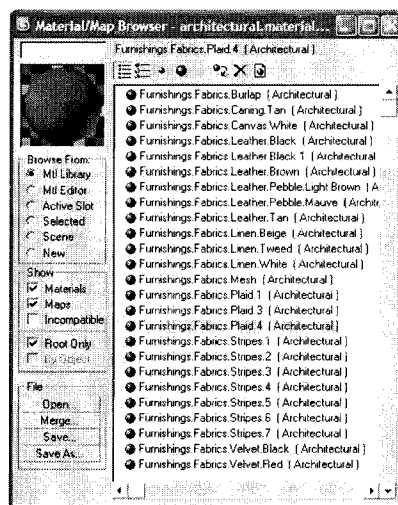 Material/Map Browser - architectural.material...
Furnishings.Fabrics.Plaid.4 (Architectural)
Browse From:
Mtl Library
Mtl Editor
Active Slot
Selected
Scene
New
Show
Materials
Maps
Incompatible
Root Only
By Object
File
Open...
Merge...
Save...
Save As...
Furnishings.Fabrics.Burlap (Architectural)
Furnishings.Fabrics.Caning.Tan (Architectural)
Furnishings.Fabrics.Canvas.White (Architectural)
Furnishings.Fabrics.Leather.Black (Architectural)
Furnishings.Fabrics.Leather.Black.1 (Architectural
Furnishings.Fabrics.Leather.Brown (Architectural)
Furnishings.Fabrics.Leather.Pebble.Light Brown (A
Furnishings.Fabrics.Leather.Pebble.Mauve (Archite
Furnishings.Fabrics.Leather.Tan (Architectural)
Furnishings.Fabrics.Linen.Beige (Architectural)
Furnishings.Fabrics.Linen.Tweed (Architectural)
Furnishings.Fabrics.Linen.White (Architectural)
Furnishings.Fabrics.Mesh (Architectural)
Furnishings.Fabrics.Plaid.1 (Architectural)
Furnishings.Fabrics.Plaid.3 (Architectural)
Furnishings.Fabrics.Plaid.4 (Architectural)
Furnishings.Fabrics.Stripes.1 (Architectural)
Furnishings.Fabrics.Stripes.2 (Architectural)
Furnishings.Fabrics.Stripes.3 (Architectural)
Furnishings.Fabrics.Stripes.4 (Architectural)
Furnishings.Fabrics.Stripes.5 (Architectural)
Furnishings.Fabrics.Stripes.6 (Architectural)
Furnishings.Fabrics.Stripes.7 (Architectural)
Furnishings.Fabrics.Velvet.Black (Architectural)
Furnishings.Fabrics.Velvet.Red (Architectural)